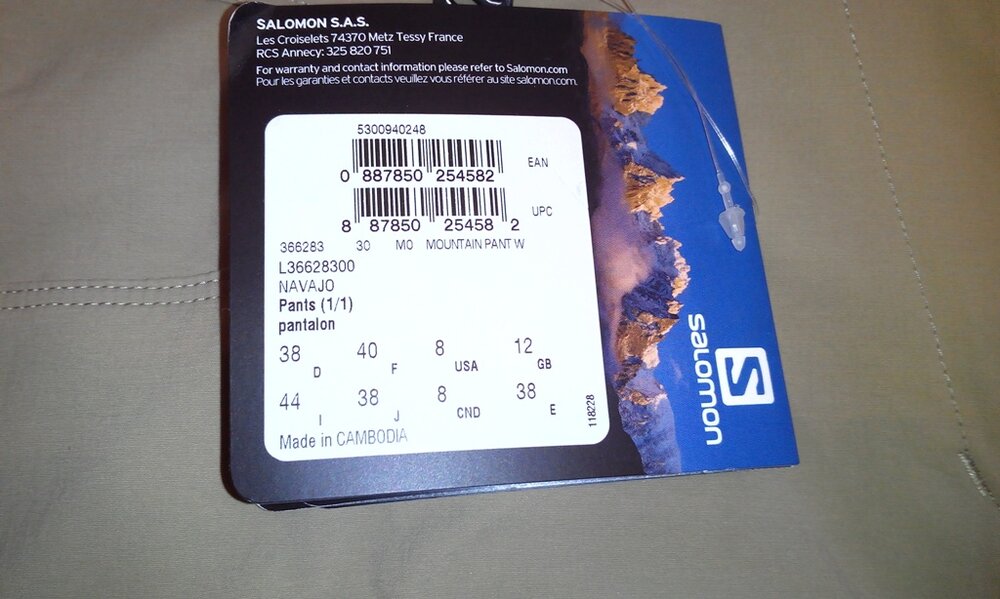 SALOMON S.A.S.
Les Croiselets 74370 Metz Tessy France
RCS Annecy: 325 820 751
For warranty and contact information please refer to Salomon.com
Pour les garanties et contacts veuillez vous référer au site salomon.com.
5300940248
0 887850 254582 EAN
8 87850 25458 2 UPC
366283 30 M0 MOUNTAIN PANT W
L36628300
NAVAJO
Pants (1/1)
pantalon
38 D 40 F 8 USA 12 GB
44 I 38 J 8 CND 38 E
Made in CAMBODIA
118228
salomon
S